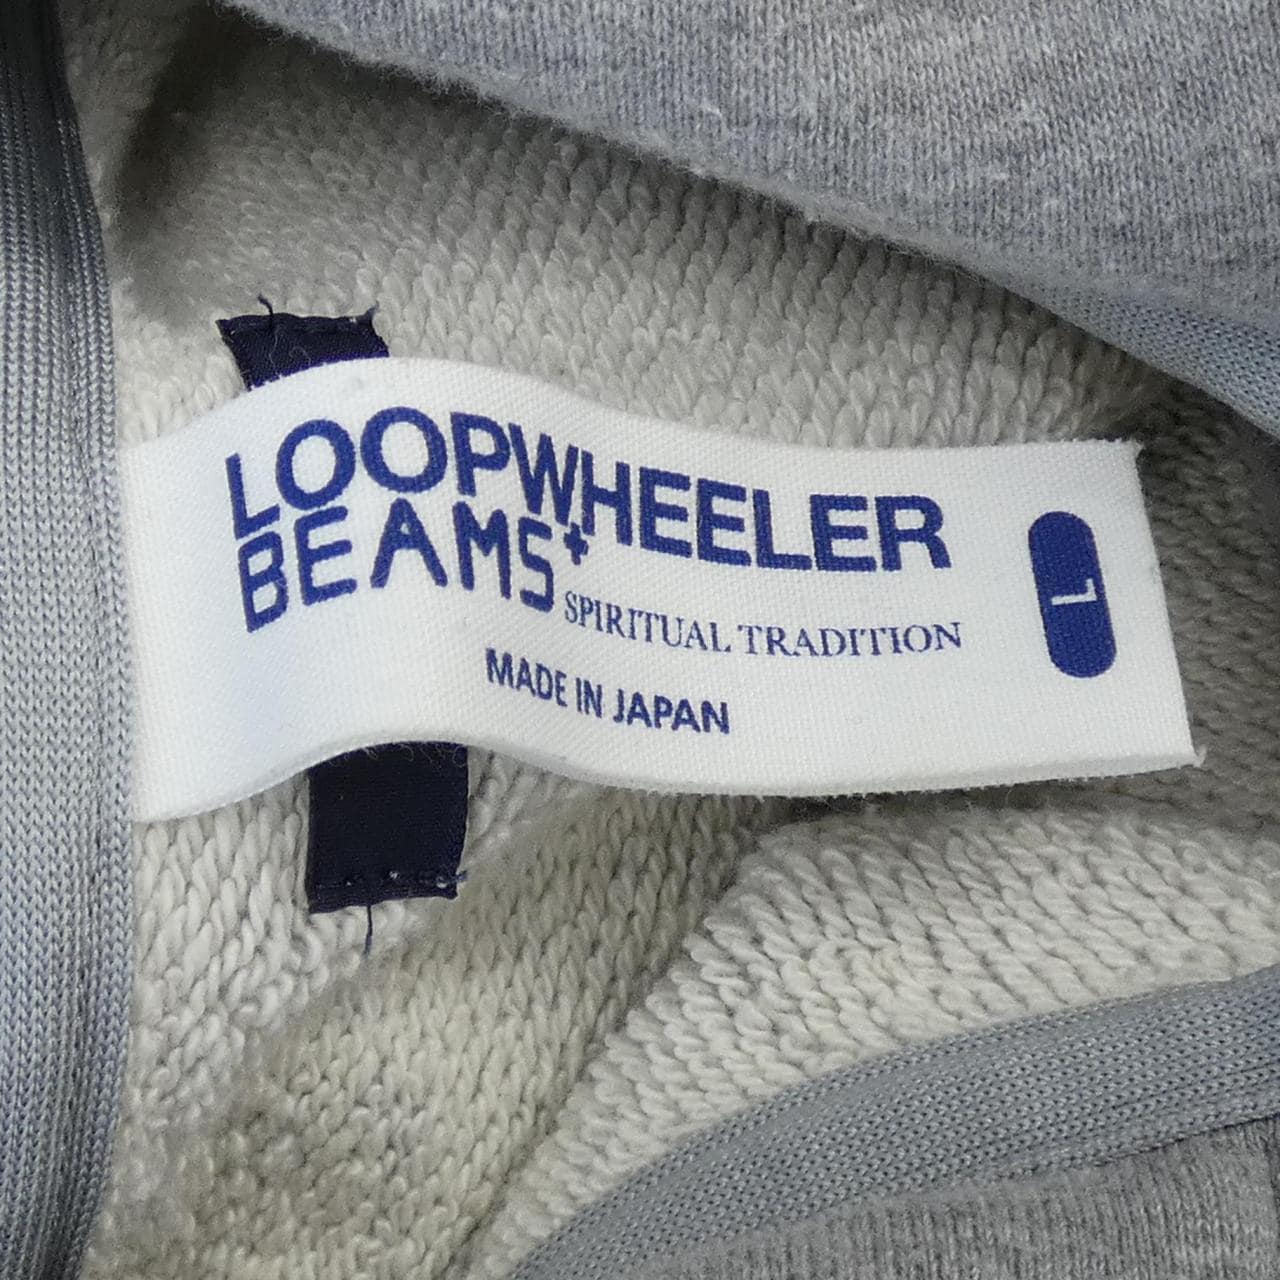 LOOPWHEELER
BEAMS+
SPIRITUAL TRADITION
MADE IN JAPAN
L